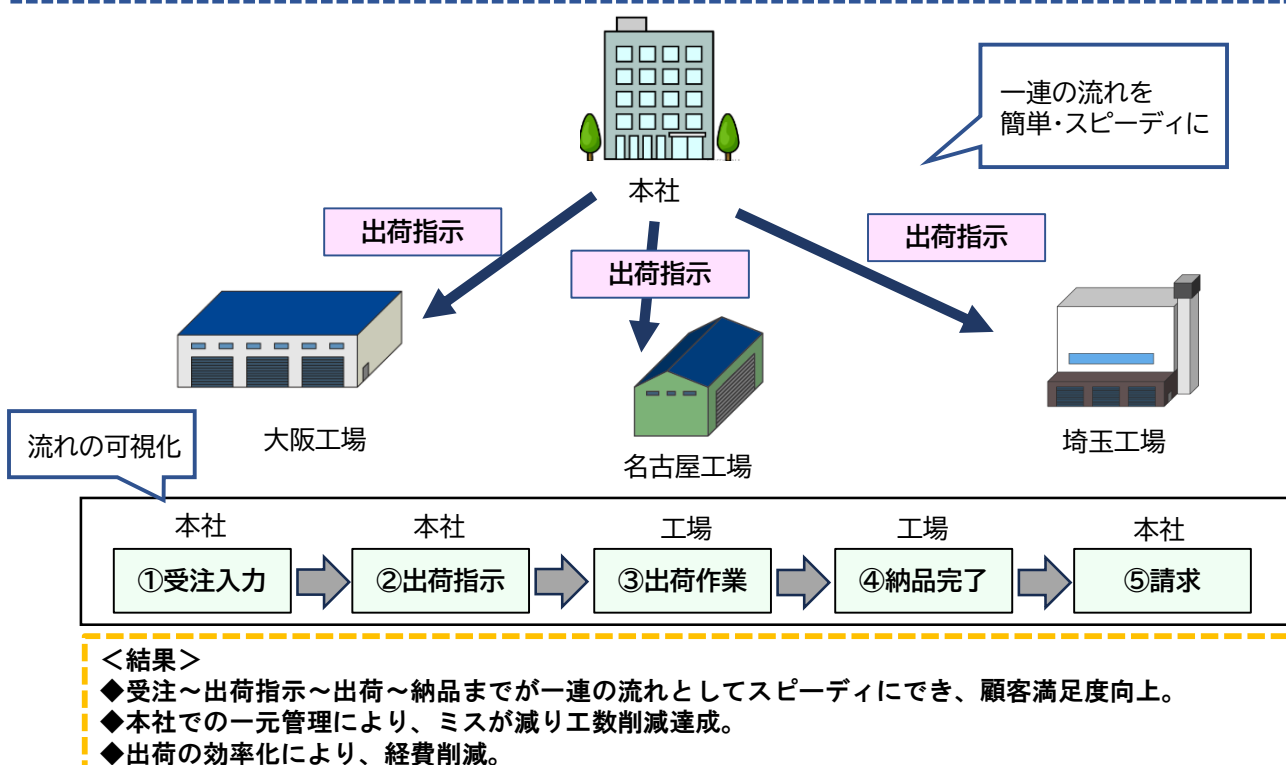 一連の流れを
簡単・スピーディに
本社
出荷指示
出荷指示
出荷指示
大阪工場
名古屋工場
埼玉工場
流れの可視化
本社
本社
工場
工場
本社
①受注入力
②出荷指示
③出荷作業
④納品完了
⑤請求
＜結果＞
◆受注～出荷指示～出荷～納品までが一連の流れとしてスピーディにでき、顧客満足度向上。
◆本社での一元管理により、ミスが減り工数削減達成。
◆出荷の効率化により、経費削減。